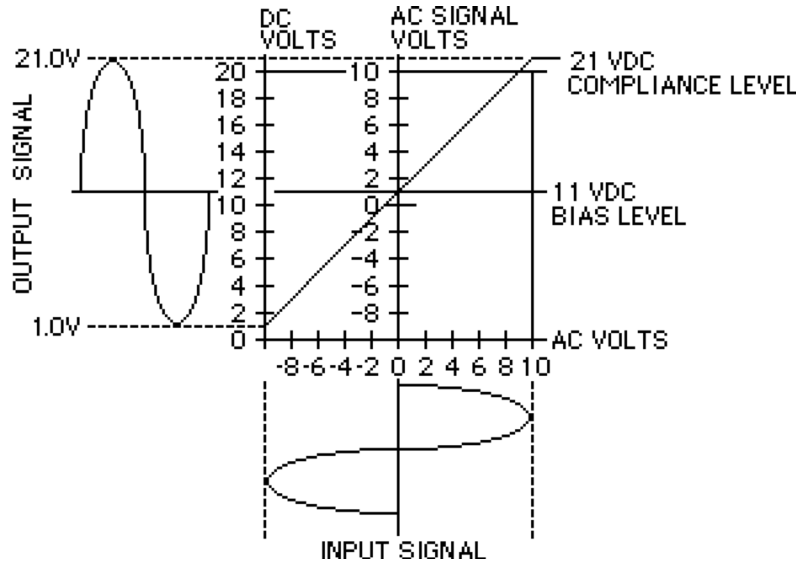 DC
VOLTS
AC SIGNAL
VOLTS
21.0V
21 VDC
COMPLIANCE LEVEL
20
18
16
14
12
10
8
6
4
2
0
10
8
6
4
2
0
-2
-4
-6
-8
11 VDC
BIAS LEVEL
OUTPUT SIGNAL
1.0V
AC VOLTS
-8 -6 -4 -2 0 2 4 6 8 10
INPUT SIGNAL